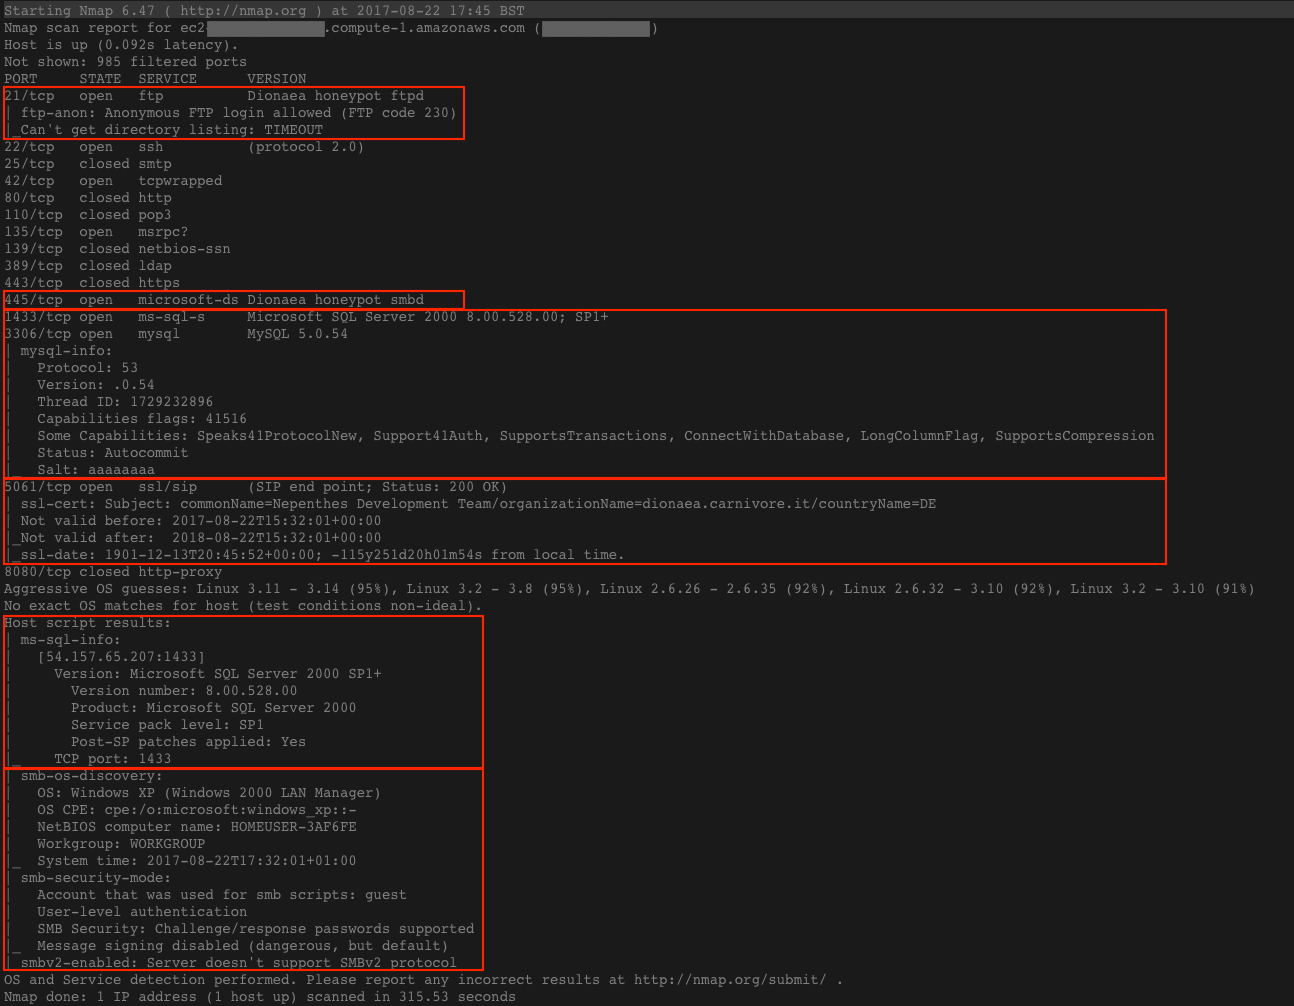 Starting Nmap 6.47 ( http://nmap.org ) at 2017-08-22 17:45 BST
Nmap scan report for ec2 .compute-1.amazonaws.com ( )
Host is up (0.092s latency).
Not shown: 985 filtered ports
PORT     STATE  SERVICE      VERSION
21/tcp   open   ftp          Dionaea honeypot ftpd
| ftp-anon: Anonymous FTP login allowed (FTP code 230)
|_Can't get directory listing: TIMEOUT
22/tcp   open   ssh          (protocol 2.0)
25/tcp   closed smtp
42/tcp   open   tcpwrapped
80/tcp   closed http
110/tcp  closed pop3
135/tcp  open   msrpc?
139/tcp  closed netbios-ssn
389/tcp  closed ldap
443/tcp  closed https
445/tcp  open   microsoft-ds Dionaea honeypot smbd
1433/tcp open   ms-sql-s     Microsoft SQL Server 2000 8.00.528.00; SP1+
3306/tcp open   mysql        MySQL 5.0.54
| mysql-info:
|   Protocol: 53
|   Version: .0.54
|   Thread ID: 1729232896
|   Capabilities flags: 41516
|   Some Capabilities: Speaks41ProtocolNew, Support41Auth, SupportsTransactions, ConnectWithDatabase, LongColumnFlag, SupportsCompression
|   Status: Autocommit
|_  Salt: aaaaaaaa
5061/tcp open   ssl/sip      (SIP end point; Status: 200 OK)
| ssl-cert: Subject: commonName=Nepenthes Development Team/organizationName=dionaea.carnivore.it/countryName=DE
| Not valid before: 2017-08-22T15:32:01+00:00
|_Not valid after:  2018-08-22T15:32:01+00:00
|_ssl-date: 1901-12-13T20:45:52+00:00; -115y251d20h01m54s from local time.
8080/tcp closed http-proxy
Aggressive OS guesses: Linux 3.11 - 3.14 (95%), Linux 3.2 - 3.8 (95%), Linux 2.6.26 - 2.6.35 (92%), Linux 2.6.32 - 3.10 (92%), Linux 3.2 - 3.10 (91%)
No exact OS matches for host (test conditions non-ideal).
Host script results:
| ms-sql-info:
|   [54.157.65.207:1433]
|     Version: Microsoft SQL Server 2000 SP1+
|       Version number: 8.00.528.00
|       Product: Microsoft SQL Server 2000
|       Service pack level: SP1
|       Post-SP patches applied: Yes
|_    TCP port: 1433
| smb-os-discovery:
|   OS: Windows XP (Windows 2000 LAN Manager)
|   OS CPE: cpe:/o:microsoft:windows_xp::-
|   NetBIOS computer name: HOMEUSER-3AF6FE
|   Workgroup: WORKGROUP
|_  System time: 2017-08-22T17:32:01+01:00
| smb-security-mode:
|   Account that was used for smb scripts: guest
|   User-level authentication
|   SMB Security: Challenge/response passwords supported
|_  Message signing disabled (dangerous, but default)
|_smbv2-enabled: Server doesn't support SMBv2 protocol
OS and Service detection performed. Please report any incorrect results at http://nmap.org/submit/ .
Nmap done: 1 IP address (1 host up) scanned in 315.53 seconds